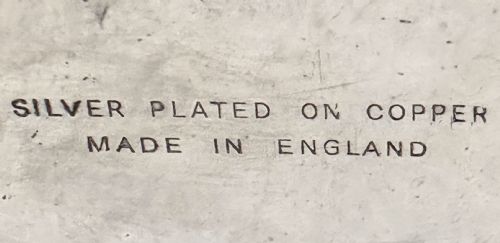 SILVER PLATED ON COPPER
MADE IN ENGLAND